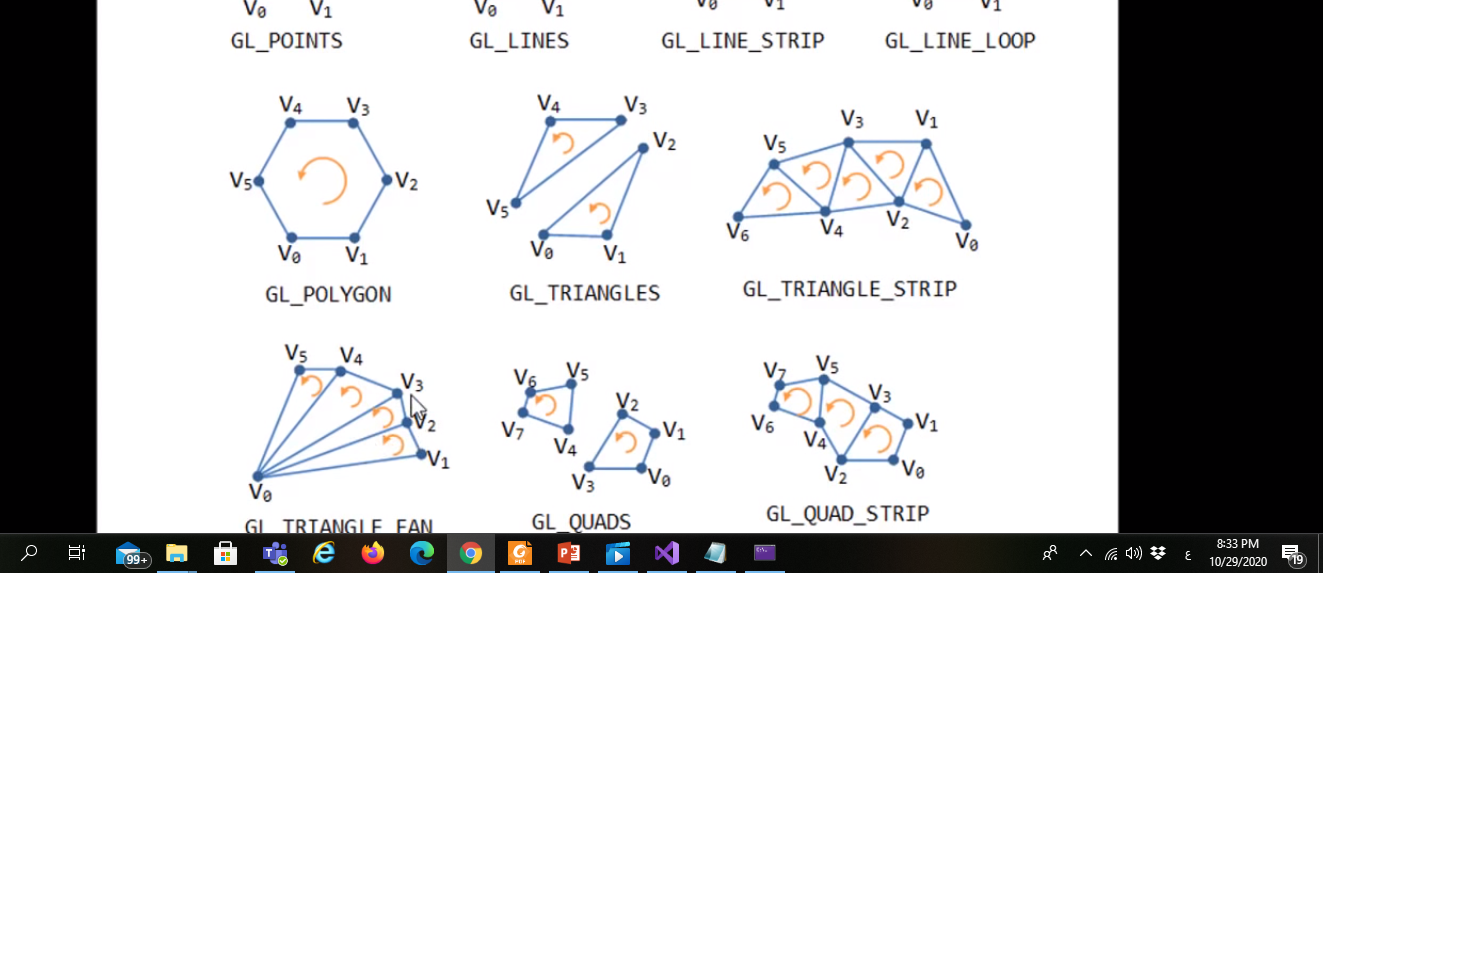 V0 V1 V0 V1 V0 V1 V0 V1
GL_POINTS GL_LINES GL_LINE_STRIP GL_LINE_LOOP
V4 V3
V5 V2
V0 V1
GL_POLYGON
V4 V3
V2
V5
V0 V1
GL_TRIANGLES
V3 V1
V5
V6 V4 V2 V0
GL_TRIANGLE_STRIP
V5 V4
V3
V2
V1
V0
GL_TRIANGLE_FAN
V6 V5
V2
V7 V4 V1
V3 V0
GL_QUADS
V7 V5
V3
V6 V4 V1
V2 V0
GL_QUAD_STRIP
99+
ع
8:33 PM
10/29/2020
19